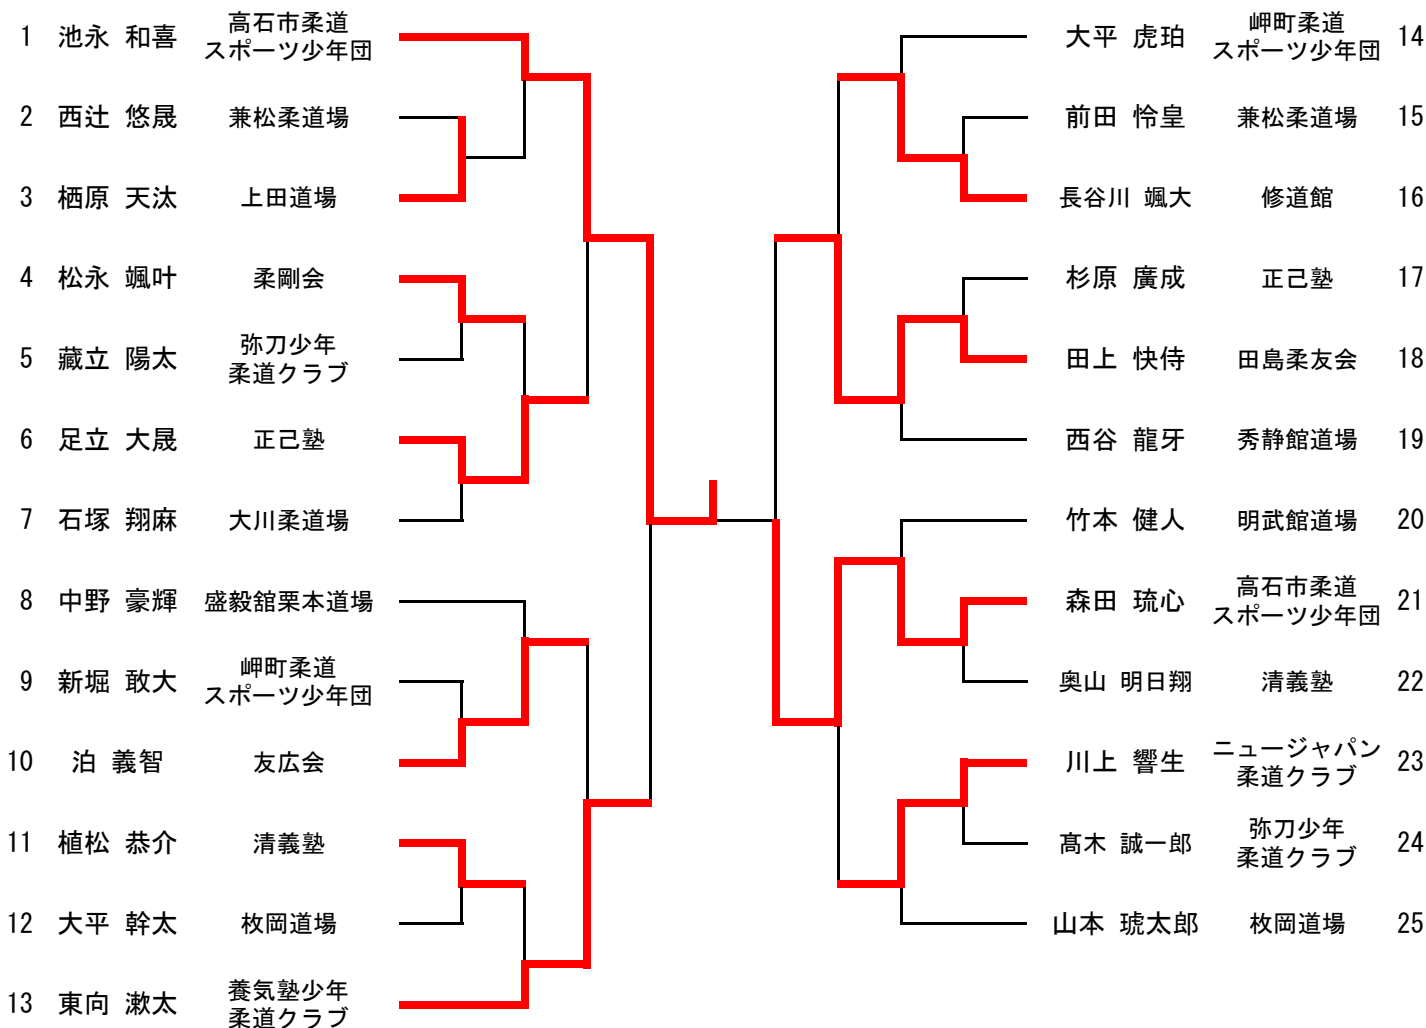 1 池永 和喜 高石市柔道
スポーツ少年団
2 西辻 悠晟 兼松柔道場
3 栖原 天汰 上田道場
4 松永 颯叶 柔剛会
5 藏立 陽太 弥刀少年
柔道クラブ
6 足立 大晟 正己塾
7 石塚 翔麻 大川柔道場
8 中野 豪輝 盛毅舘栗本道場
9 新堀 敢大 岬町柔道
スポーツ少年団
10 泊 義智 友広会
11 植松 恭介 清義塾
12 大平 幹太 枚岡道場
13 東向 漱太 養気塾少年
柔道クラブ
大平 虎珀 岬町柔道
スポーツ少年団 14
前田 怜皇 兼松柔道場 15
長谷川 颯大 修道館 16
杉原 廣成 正己塾 17
田上 快侍 田島柔友会 18
西谷 龍牙 秀静館道場 19
竹本 健人 明武館道場 20
森田 琉心 高石市柔道
スポーツ少年団 21
奥山 明日翔 清義塾 22
川上 響生 ニュージャパン
柔道クラブ 23
髙木 誠一郎 弥刀少年
柔道クラブ 24
山本 琥太郎 枚岡道場 25